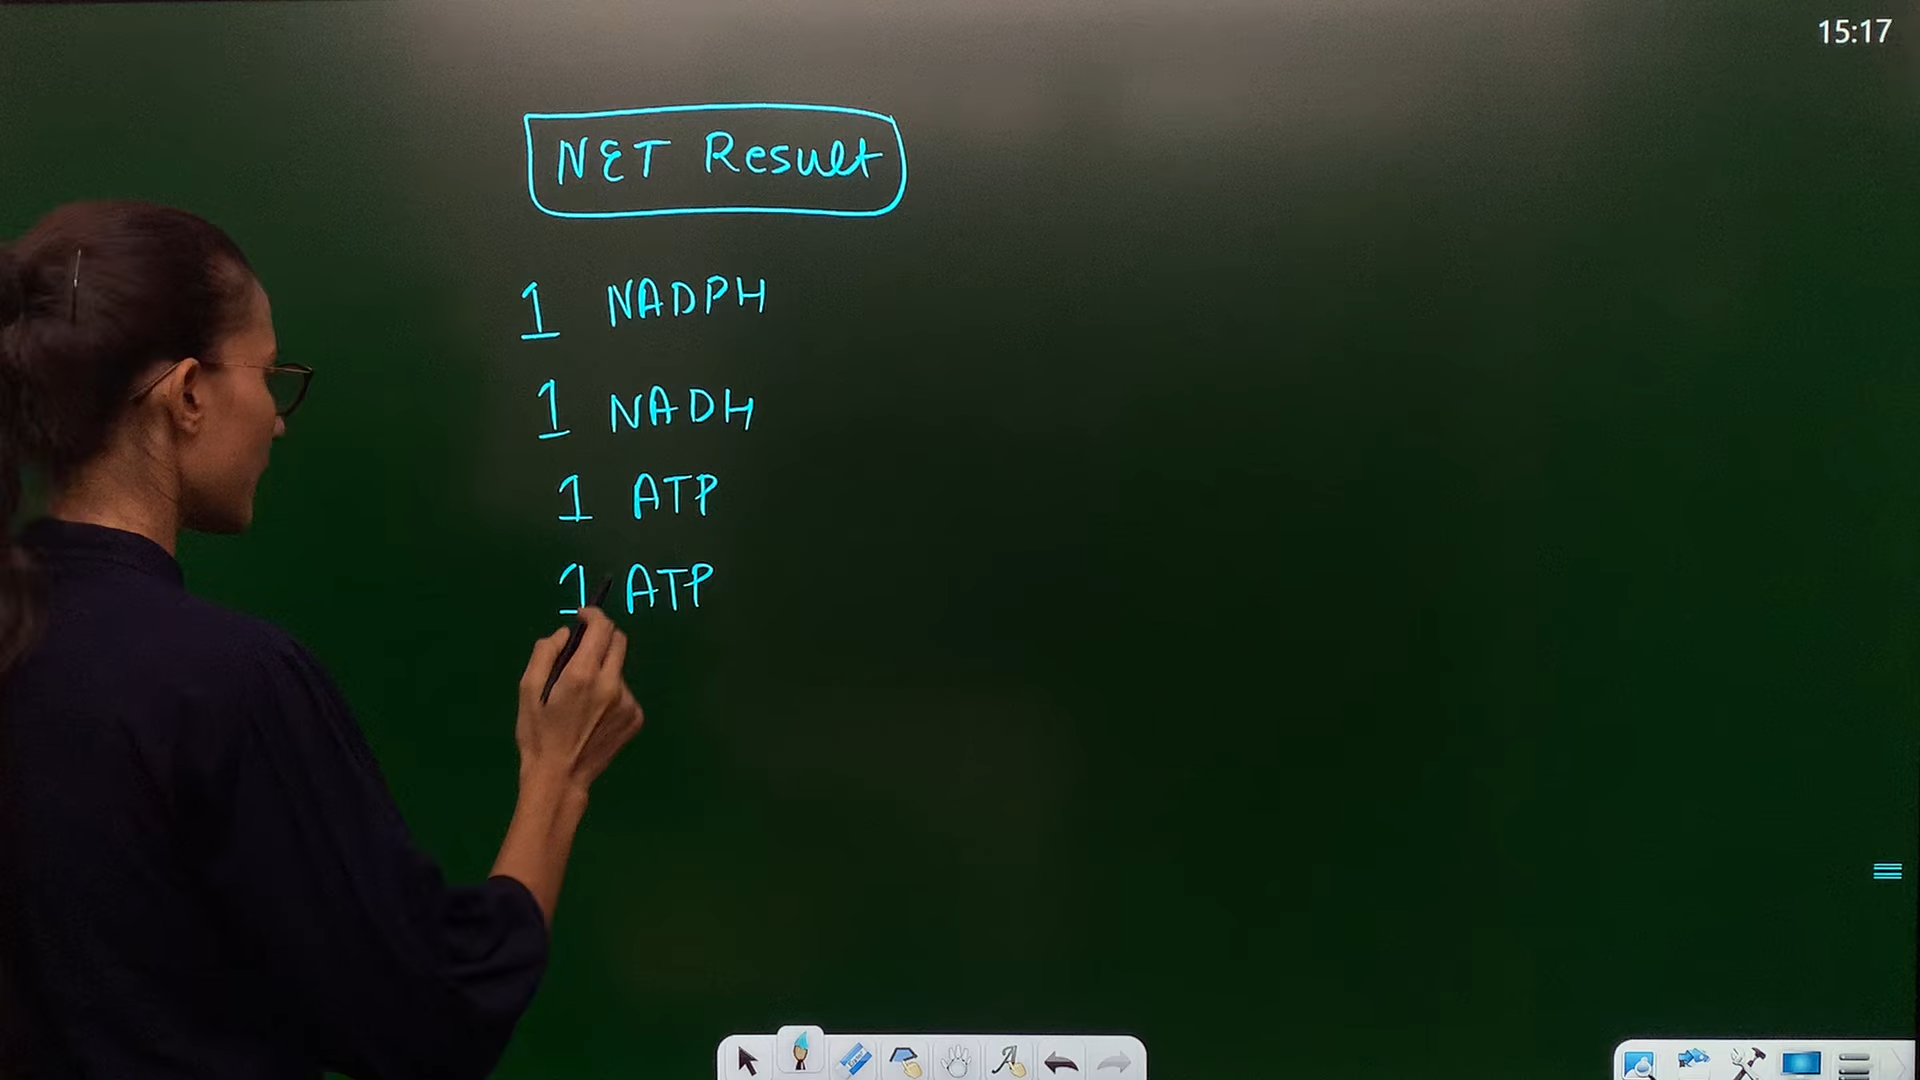 15:17
NET Result
1 NADPH
1 NADH
1 ATP
1 ATP